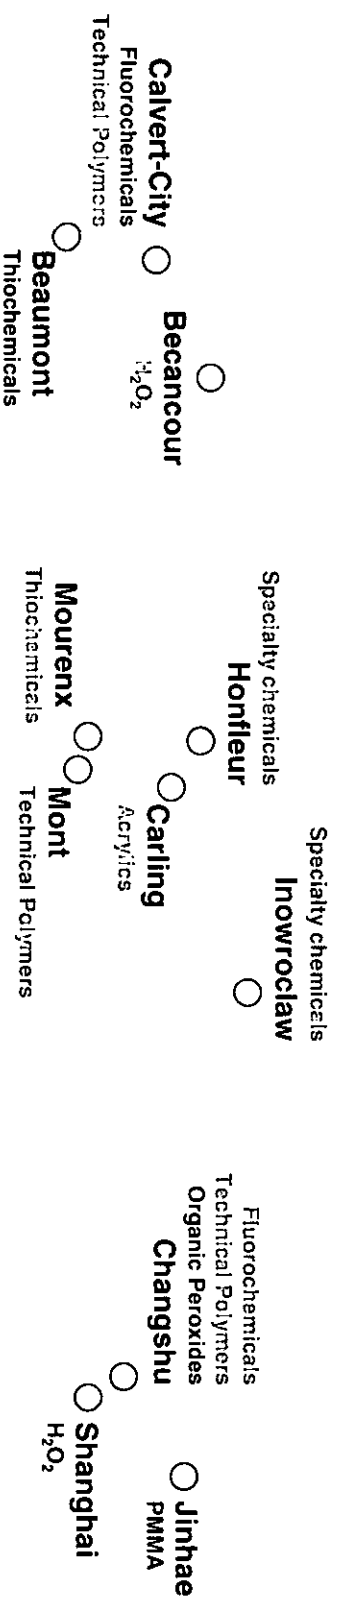 Calvert-City
Fluorochemicals
Technical Polymers
Becancour
H₂O₂
Beaumont
Thiochemicals
Specialty chemicals
Honfleur
Carling
Acrylics
Mourenx
Thiochemicals
Mont
Technical Polymers
Specialty chemicals
Inowroclaw
Fluorochemicals
Technical Polymers
Organic Peroxides
Changshu
Shanghai
H₂O₂
Jinhae
PMMA